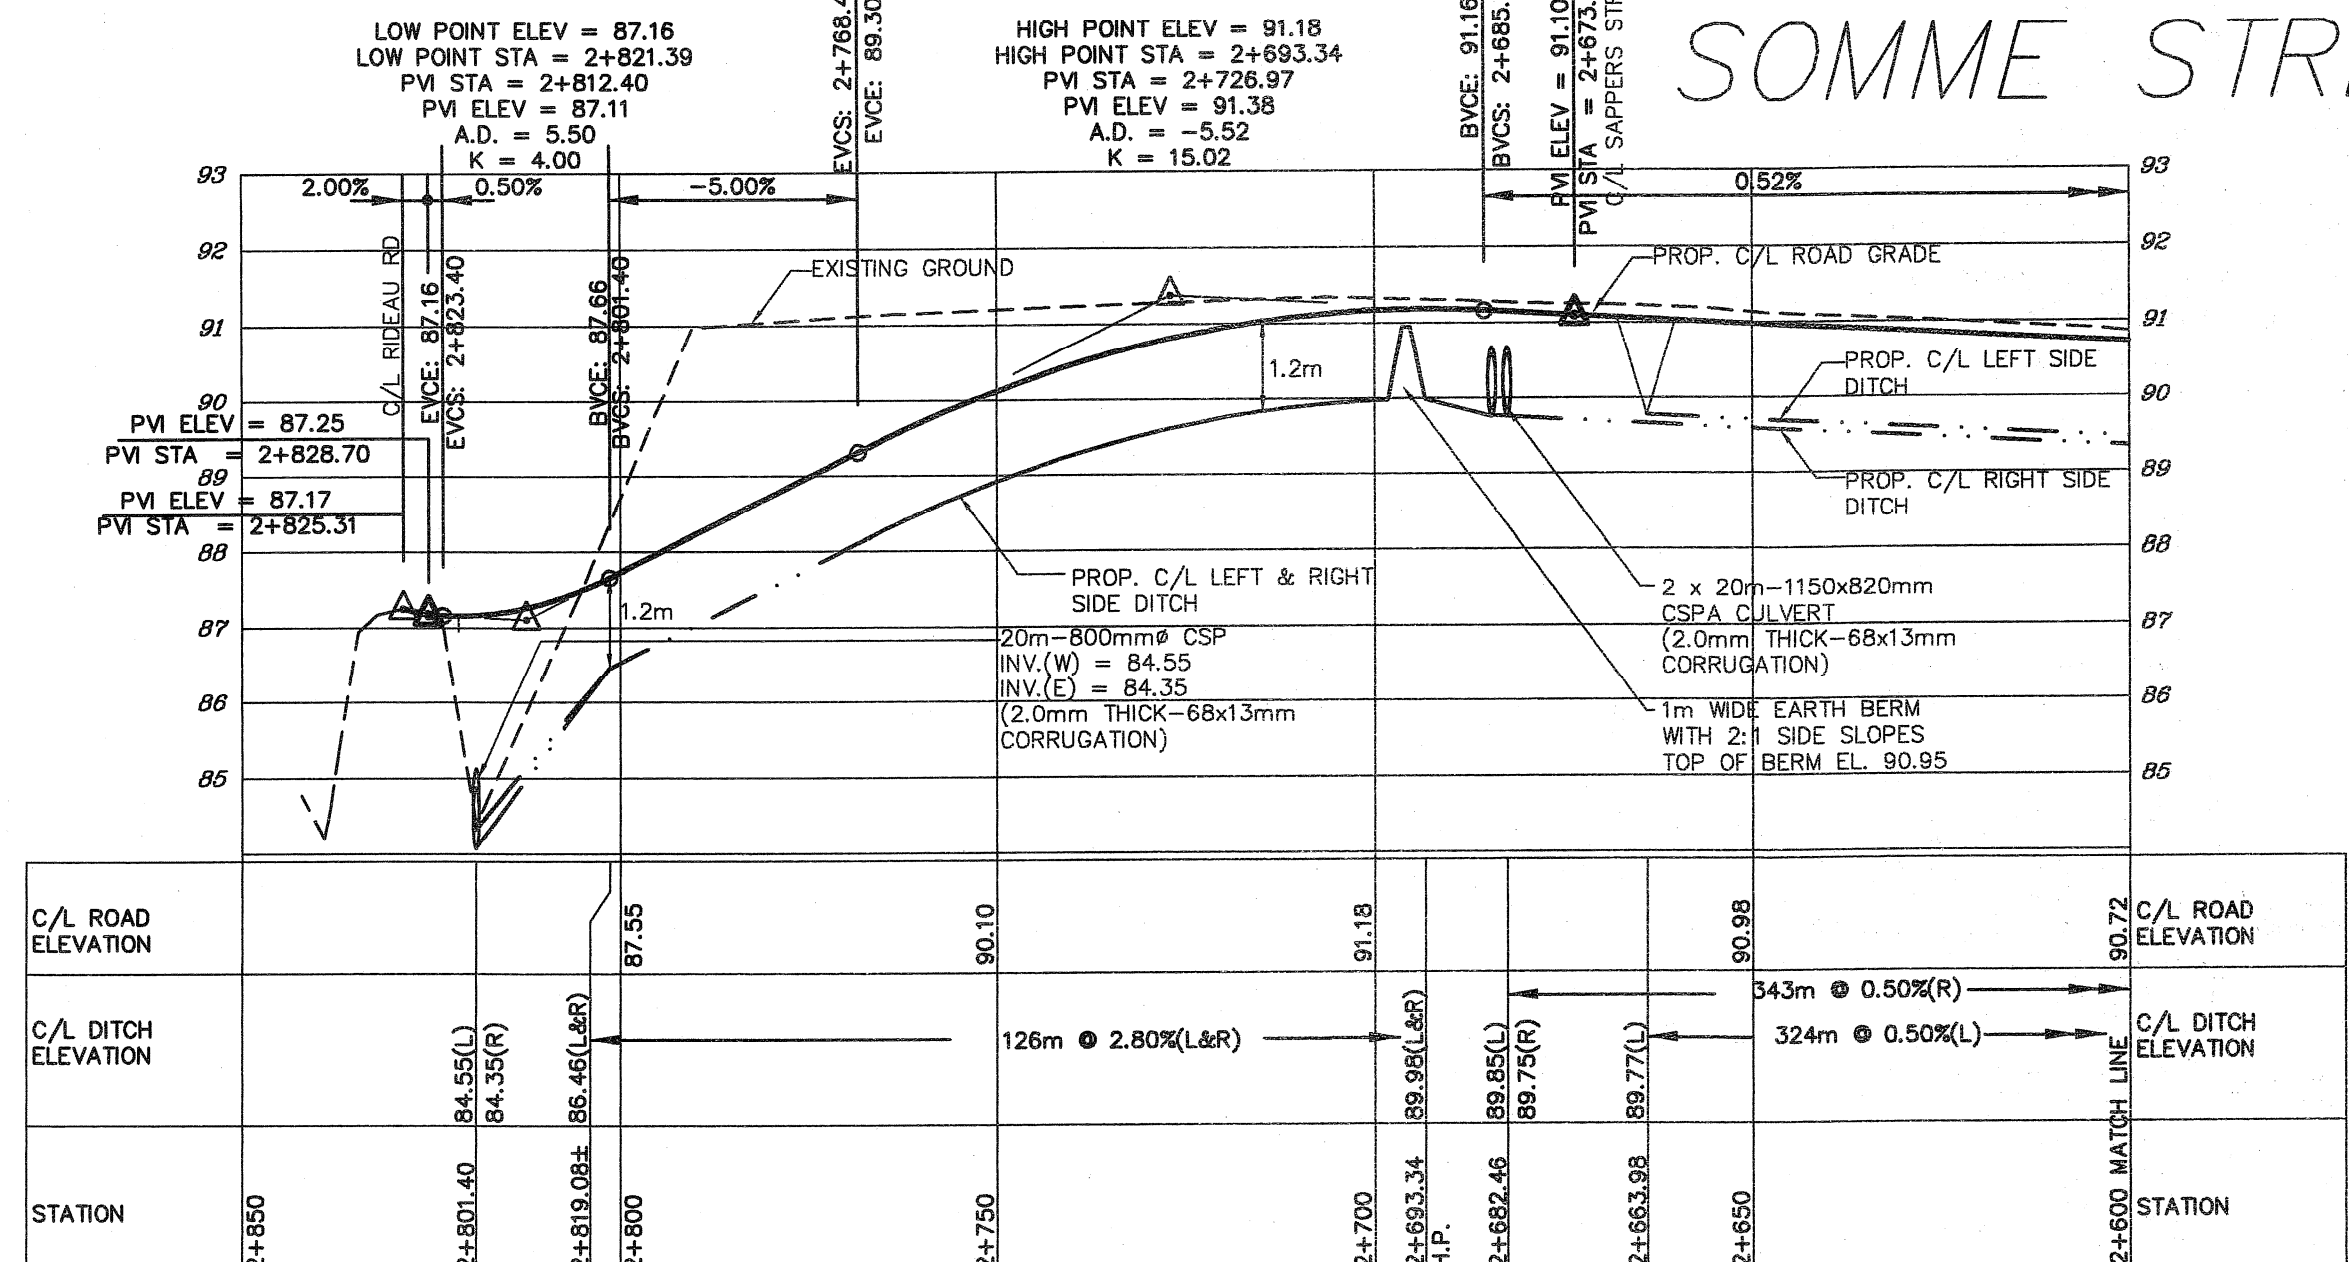 LOW POINT ELEV = 87.16
LOW POINT STA = 2+821.39
PVI STA = 2+812.40
PVI ELEV = 87.11
A.D. = 5.50
K = 4.00
EVCS: 2+768.4
EVCE: 89.30
HIGH POINT ELEV = 91.18
HIGH POINT STA = 2+693.34
PVI STA = 2+726.97
PVI ELEV = 91.38
A.D. = -5.52
K = 15.02
BVCE: 91.16
BVCS: 2+685.
PVI ELEV = 91.10
PVI STA = 2+673.
C/L SAPPERS STR
SOMME STR
93
2.00%
0.50%
-5.00%
0.52%
93
92
92
C/L RIDEAU RD
EVCE: 87.16
EVCS: 2+823.40
BVCE: 87.66
BVCS: 2+801.40
EXISTING GROUND
PROP. C/L ROAD GRADE
91
91
1.2m
PROP. C/L LEFT SIDE
DITCH
90
90
PVI ELEV = 87.25
PVI STA = 2+828.70
89
89
PROP. C/L RIGHT SIDE
DITCH
PVI ELEV = 87.17
PVI STA = 2+825.31
88
88
PROP. C/L LEFT & RIGHT
SIDE DITCH
2 x 20m-1150x820mm
CSPA CULVERT
(2.0mm THICK-68x13mm
CORRUGATION)
87
1.2m
87
20m-800mmø CSP
INV.(W) = 84.55
INV.(E) = 84.35
(2.0mm THICK-68x13mm
CORRUGATION)
86
86
1m WIDE EARTH BERM
WITH 2:1 SIDE SLOPES
TOP OF BERM EL. 90.95
85
85
C/L ROAD
ELEVATION
87.55
90.10
91.18
90.98
90.72
C/L ROAD
ELEVATION
C/L DITCH
ELEVATION
84.55(L)
84.35(R)
86.46(L&R)
126m @ 2.80%(L&R)
89.98(L&R)
89.85(L)
89.75(R)
89.77(L)
343m @ 0.50%(R)
324m @ 0.50%(L)
C/L DITCH
ELEVATION
STATION
2+850
2+801.40
2+819.08±
2+800
2+750
2+700
2+693.34
H.P.
2+682.46
2+663.98
2+650
2+600 MATCH LINE
STATION